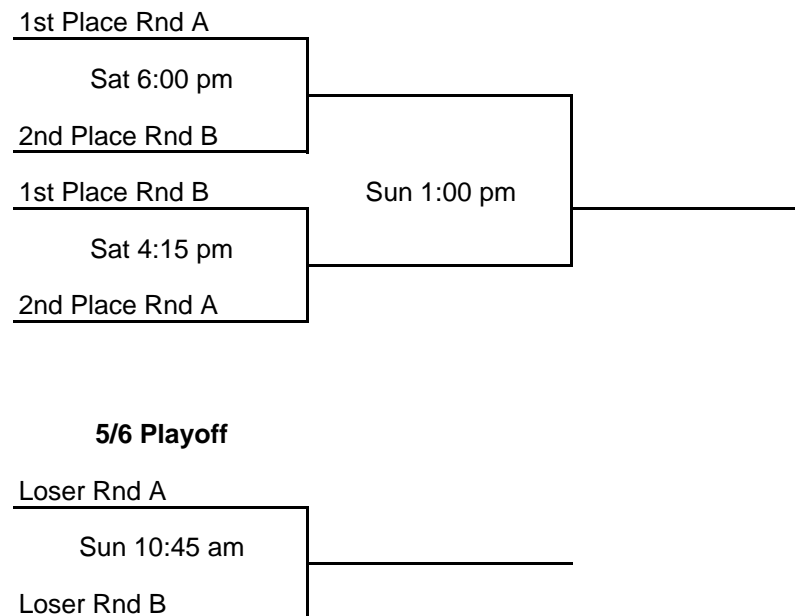 1st Place Rnd A
Sat 6:00 pm
2nd Place Rnd B
1st Place Rnd B
Sun 1:00 pm
Sat 4:15 pm
2nd Place Rnd A
5/6 Playoff
Loser Rnd A
Sun 10:45 am
Loser Rnd B